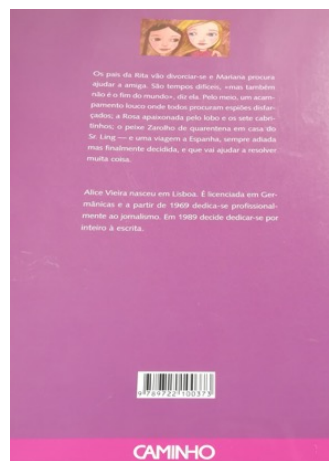 Os pais da Rita vão divorciar-se e Mariana procura
ajudar a amiga. São tempos difíceis, «mas também
não é o fim do mundo», diz ela. Pelo meio, um acam-
pamento louco onde todos procuram espiões disfar-
çados; a Rosa apaixonada pelo lobo e os sete cabri-
tinhos; o peixe Zarolho de quarentena em casa do
Sr. Ling — e uma viagem a Espanha, sempre adiada
mas finalmente decidida, e que vai ajudar a resolver
muita coisa.
Alice Vieira nasceu em Lisboa. É licenciada em Ger-
mânicas e a partir de 1969 dedica-se profissional-
mente ao jornalismo. Em 1989 decide dedicar-se por
inteiro à escrita.
9789722100373
CAMINHO